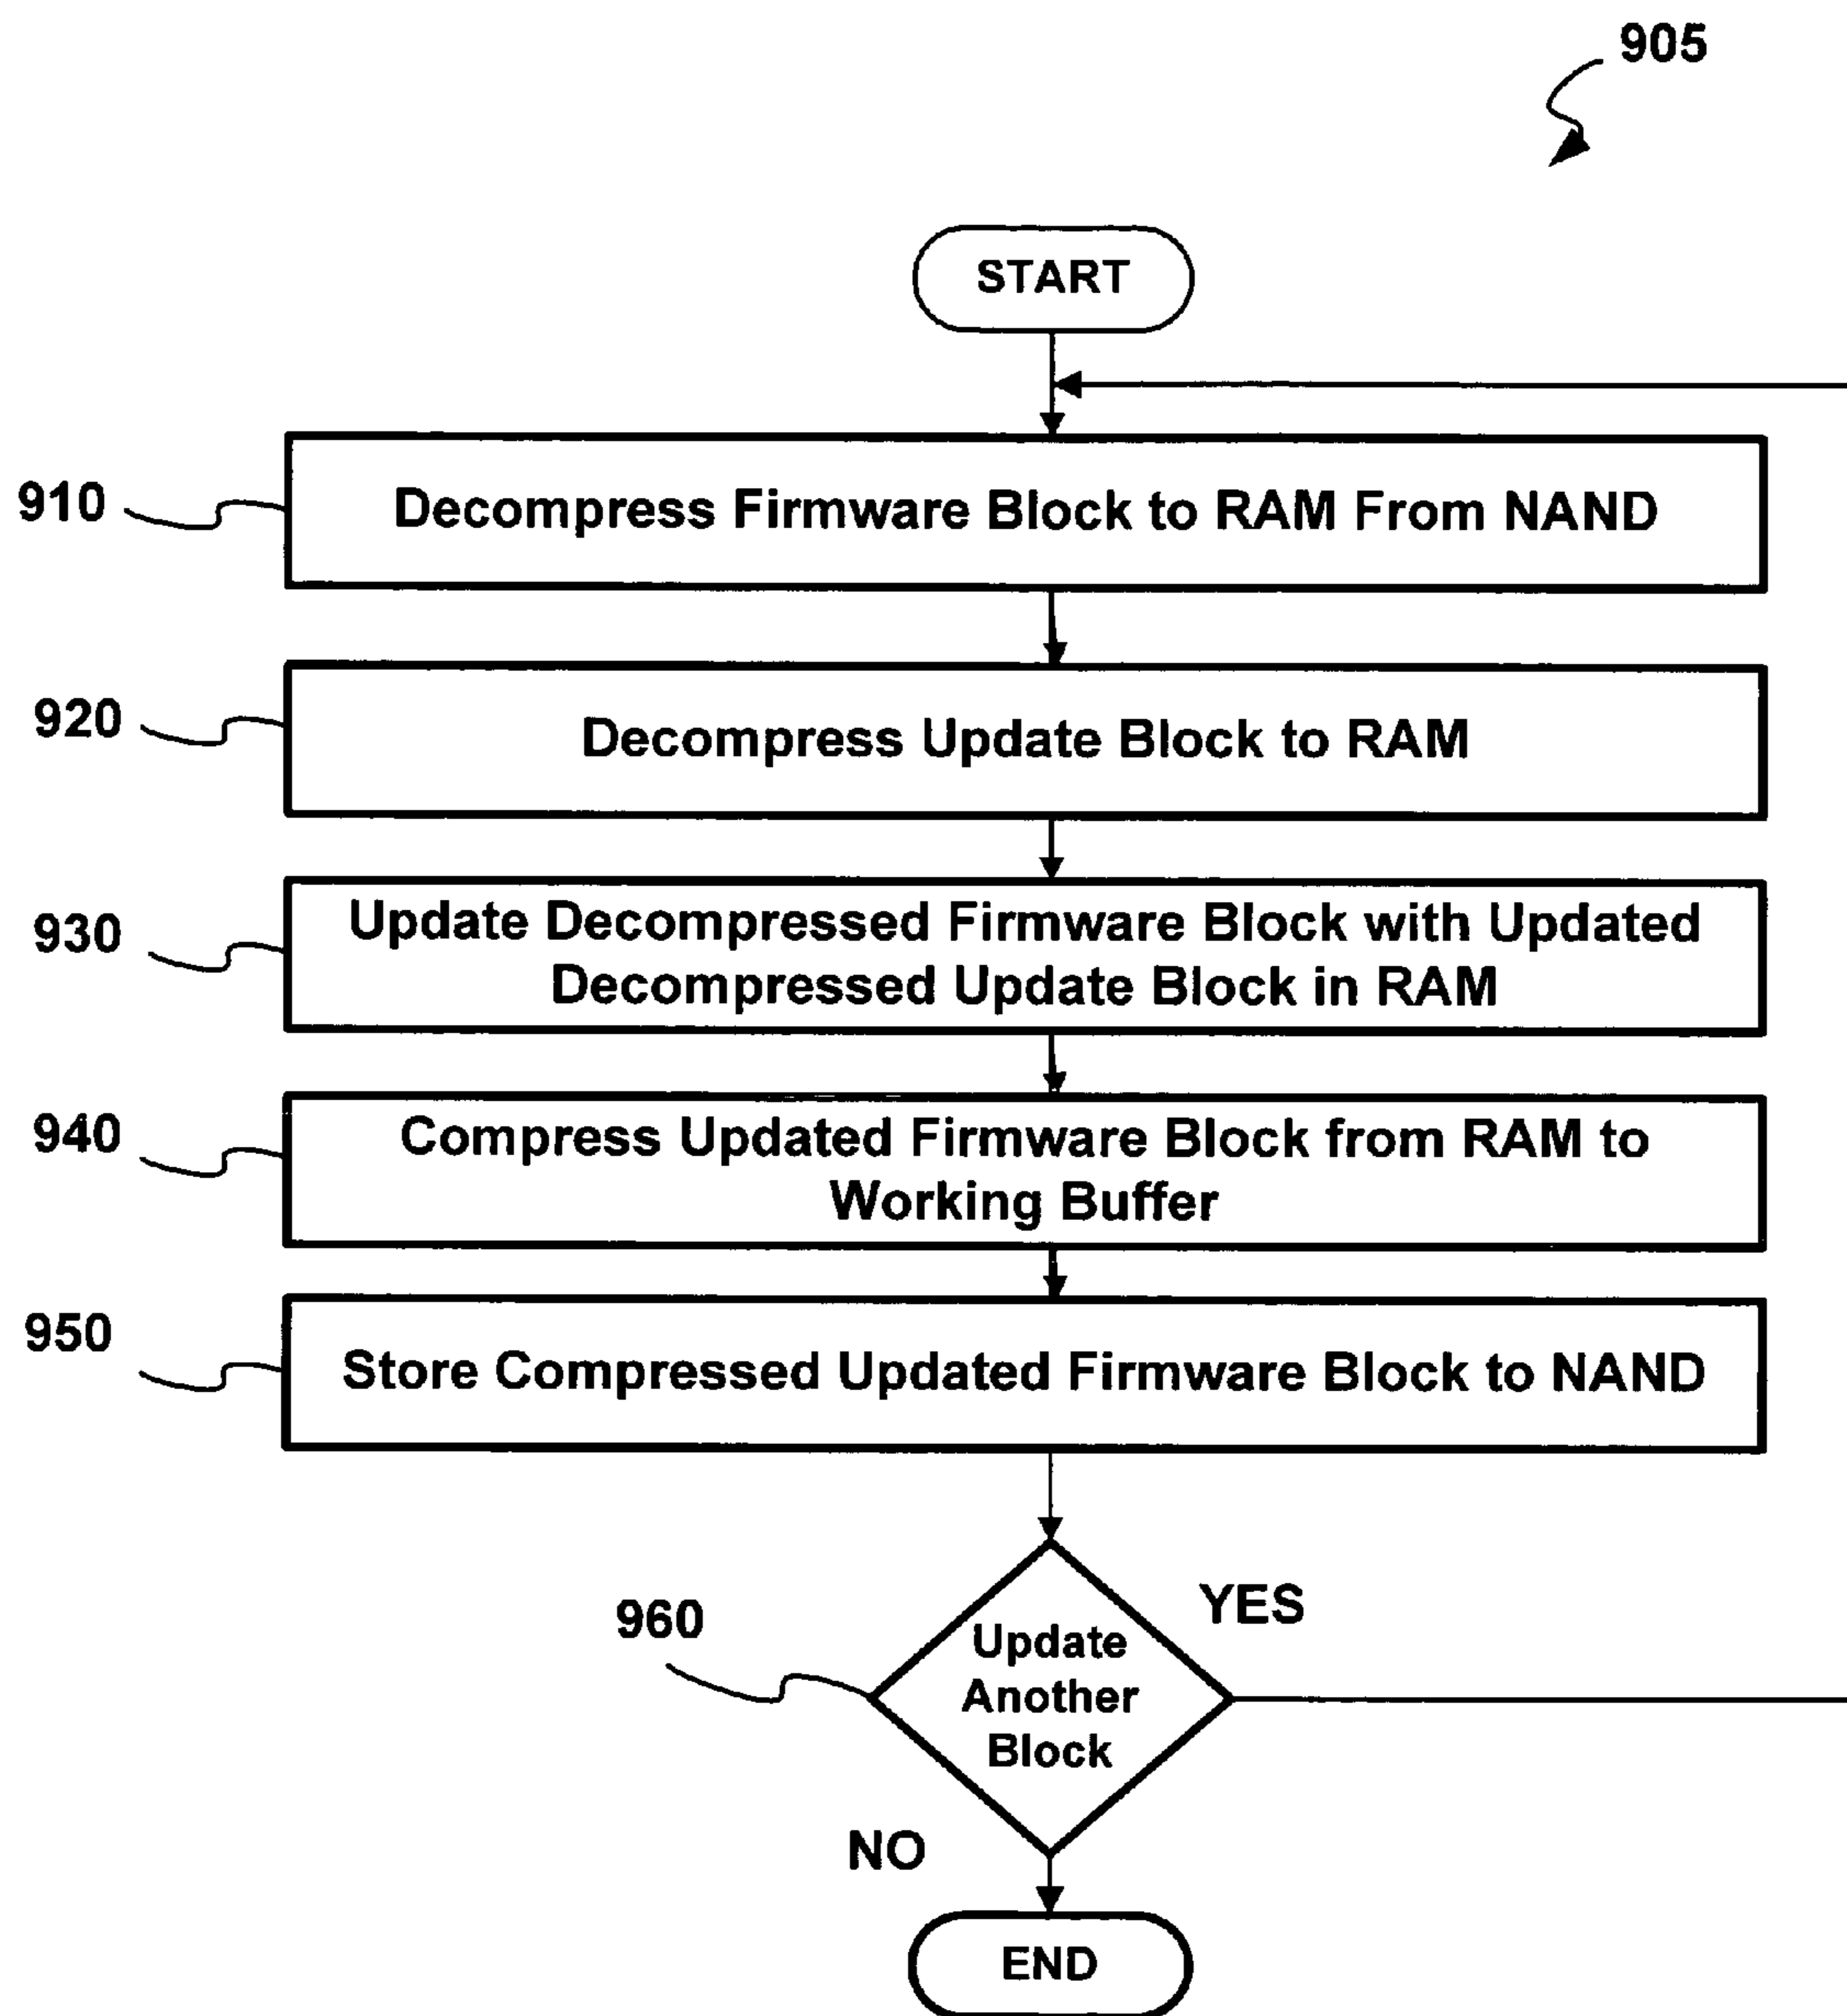 905
START
910
Decompress Firmware Block to RAM From NAND
920
Decompress Update Block to RAM
930
Update Decompressed Firmware Block with Updated
Decompressed Update Block in RAM
940
Compress Updated Firmware Block from RAM to
Working Buffer
950
Store Compressed Updated Firmware Block to NAND
960
YES
Update
Another
Block
NO
END